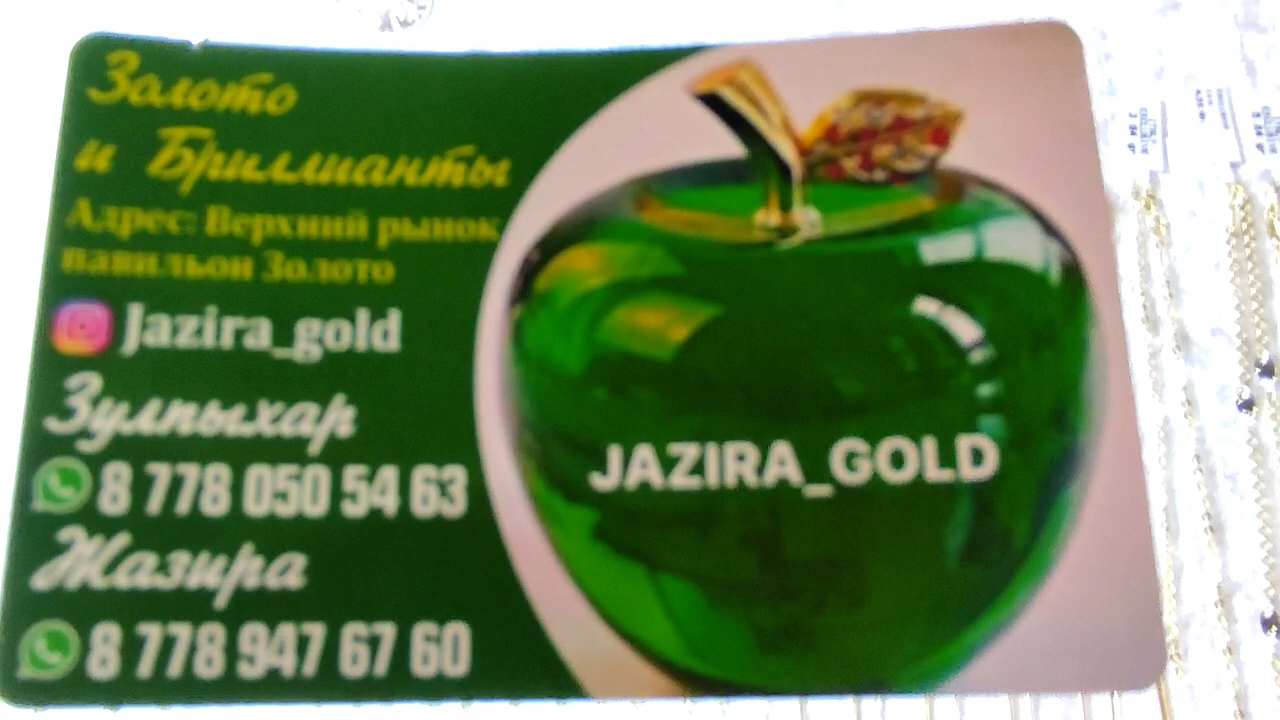 Золото
и Бриллианты
Адрес: Верхний рынок
павильон Золото
Jazira_gold
Зулпыхар
8 778 050 54 63
Жазира
8 778 947 67 60
JAZIRA_GOLD